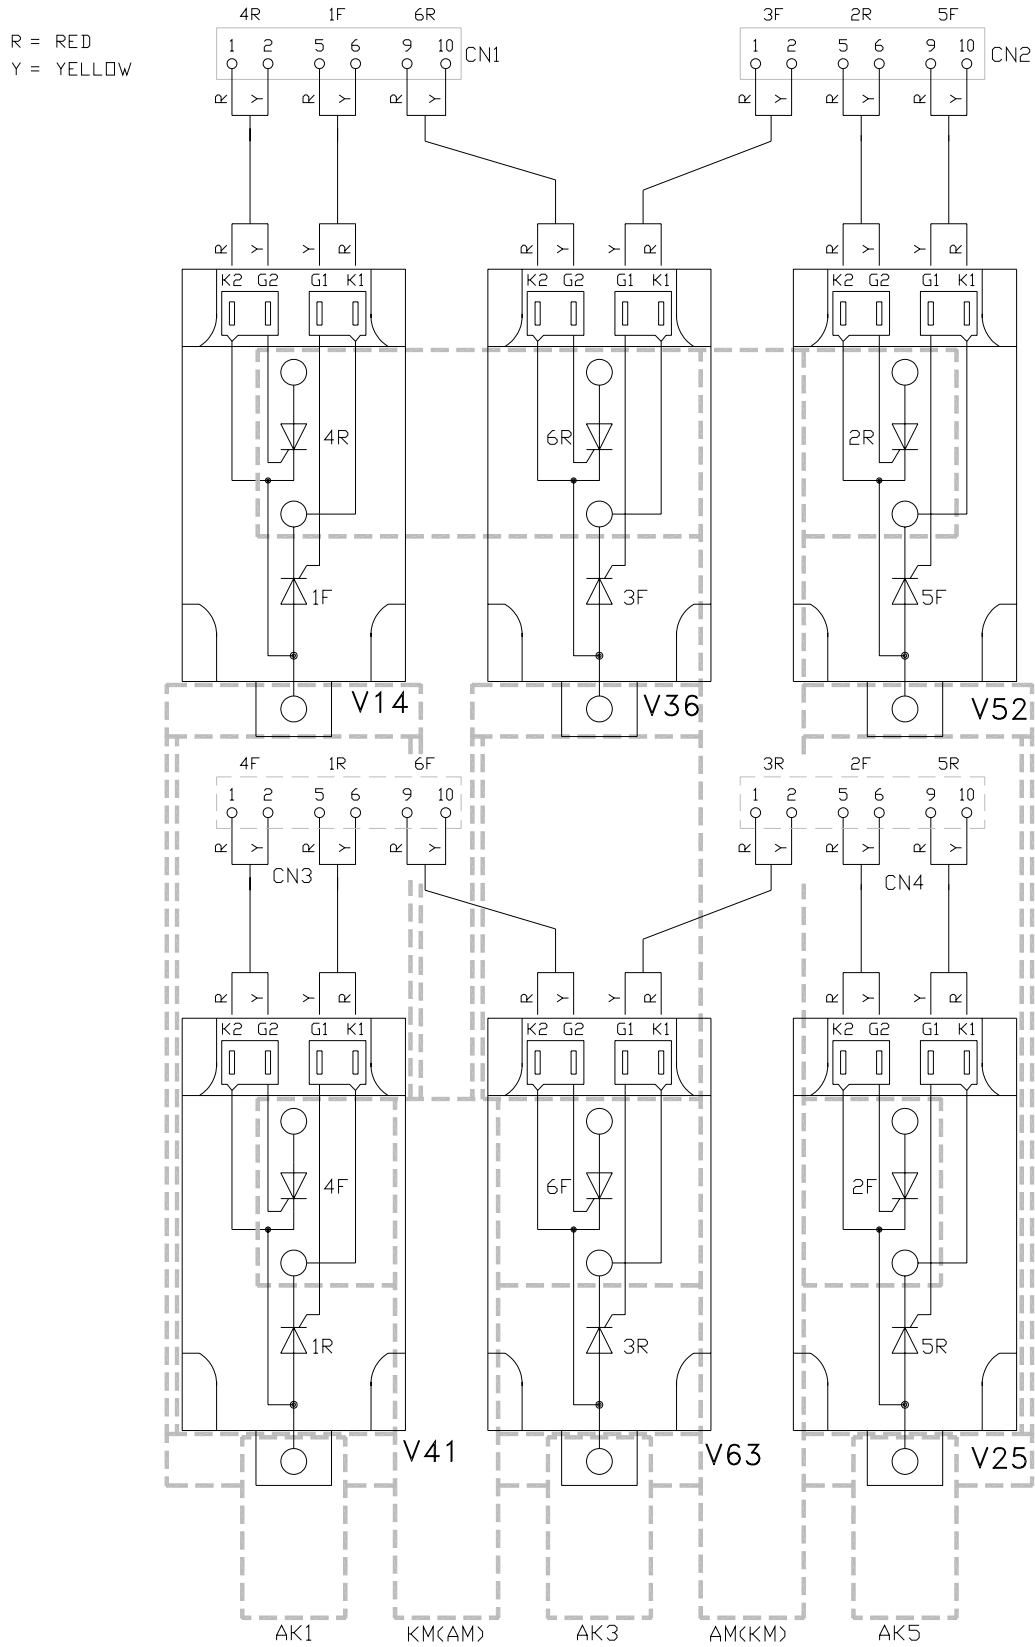 4R 1F 6R 3F 2R 5F
R = RED
Y = YELLOW
1 2 5 6 9 10 CN1 1 2 5 6 9 10 CN2
R Y R Y R Y R Y R Y R Y
R Y Y R R Y Y R R Y Y R
K2 G2 G1 K1 K2 G2 G1 K1 K2 G2 G1 K1
4R 6R 2R
1F 3F 5F
V14 V36 V52
4F 1R 6F 3R 2F 5R
1 2 5 6 9 10 1 2 5 6 9 10
R Y R Y R Y R Y R Y R Y
CN3 CN4
R Y Y R R Y Y R R Y Y R
K2 G2 G1 K1 K2 G2 G1 K1 K2 G2 G1 K1
4F 6F 2F
1R 3R 5R
V41 V63 V25
AK1 KM(AM) AK3 AM(KM) AK5